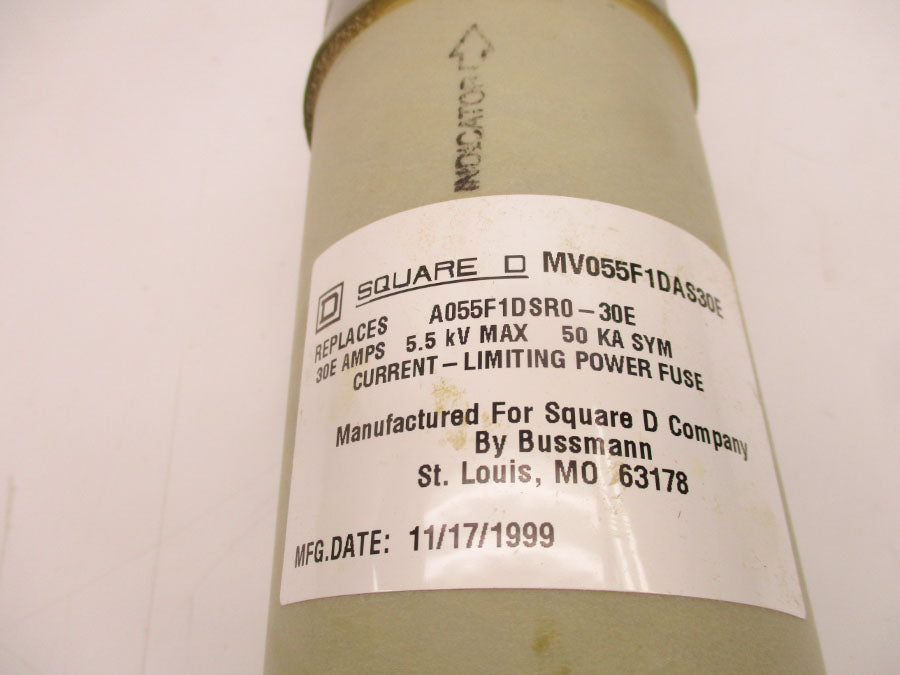 INDICATOR
D SQUARE D MV055F1DAS30E
REPLACES A055F1DSR0-30E
30E AMPS 5.5 kV MAX 50 KA SYM
CURRENT-LIMITING POWER FUSE
Manufactured For Square D Company
By Bussmann
St. Louis, MO 63178
MFG.DATE: 11/17/1999